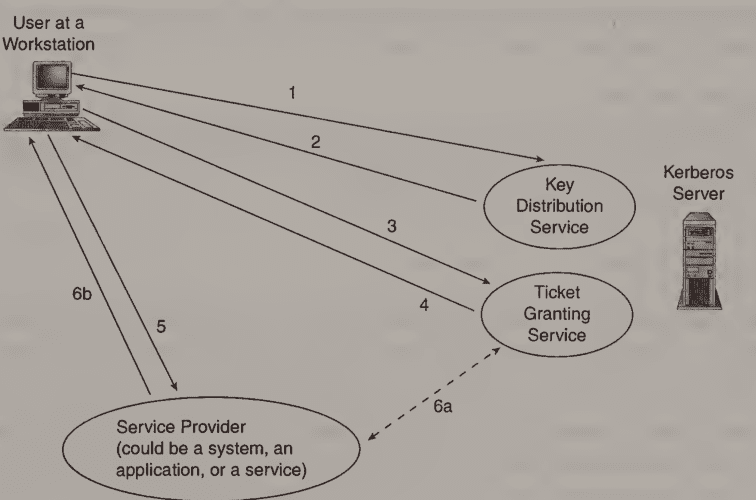 User at a
Workstation
1
2
Key
Distribution
Service
Kerberos
Server
3
4
Ticket
Granting
Service
6b
5
6a
Service Provider
(could be a system, an
application, or a service)